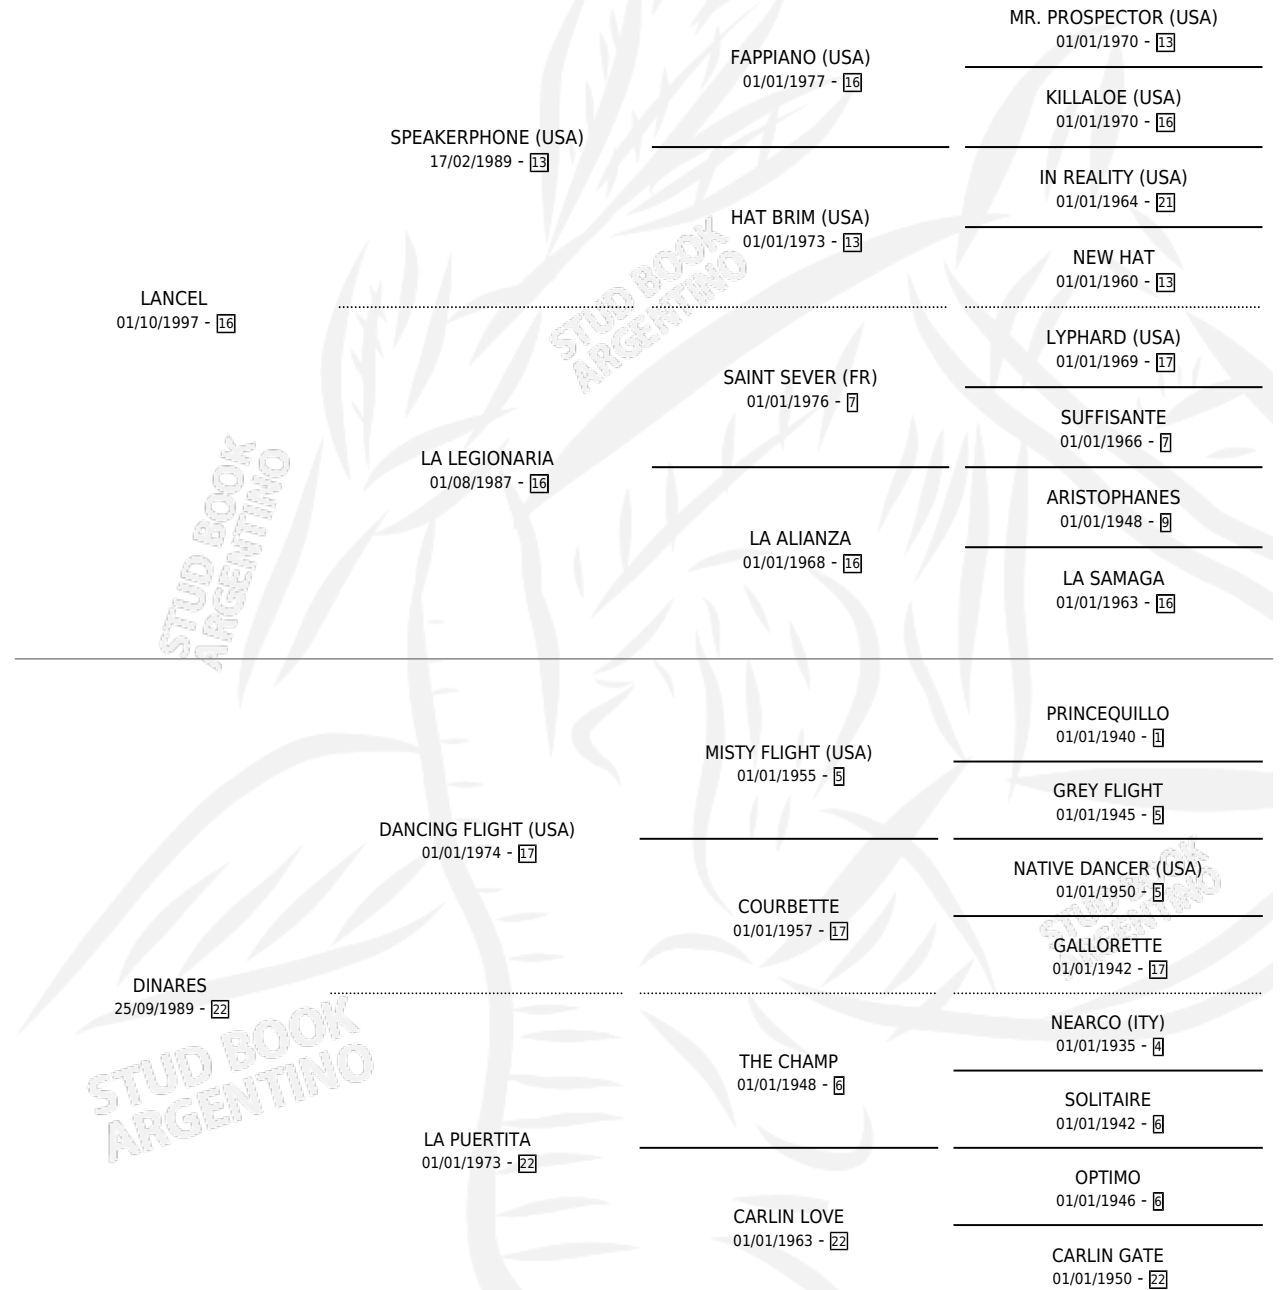 MR. PROSPECTOR (USA)
01/01/1970 - 13
FAPPIANO (USA)
01/01/1977 - 16
KILLALOE (USA)
01/01/1970 - 16
SPEAKERPHONE (USA)
17/02/1989 - 13
IN REALITY (USA)
01/01/1964 - 21
HAT BRIM (USA)
01/01/1973 - 13
NEW HAT
01/01/1960 - 13
LANCEL
01/10/1997 - 16
STUD BOOK
ARGENTINO
LYPHARD (USA)
01/01/1969 - 17
SAINT SEVER (FR)
01/01/1976 - 7
SUFFISANTE
01/01/1966 - 7
LA LEGIONARIA
01/08/1987 - 16
ARISTOPHANES
01/01/1948 - 9
LA ALIANZA
01/01/1968 - 16
LA SAMAGA
01/01/1963 - 16
STUD BOOK
ARGENTINO
PRINCEQUILLO
01/01/1940 - 1
MISTY FLIGHT (USA)
01/01/1955 - 5
GREY FLIGHT
01/01/1945 - 5
DANCING FLIGHT (USA)
01/01/1974 - 17
NATIVE DANCER (USA)
01/01/1950 - 5
COURBETTE
01/01/1957 - 17
GALLORETTE
01/01/1942 - 17
STUD BOOK
ARGENTINO
DINARES
25/09/1989 - 22
NEARCO (ITY)
01/01/1935 - 4
THE CHAMP
01/01/1948 - 6
SOLITAIRE
01/01/1942 - 6
STUD BOOK
ARGENTINO
LA PUERTITA
01/01/1973 - 22
OPTIMO
01/01/1946 - 6
CARLIN LOVE
01/01/1963 - 22
CARLIN GATE
01/01/1950 - 22